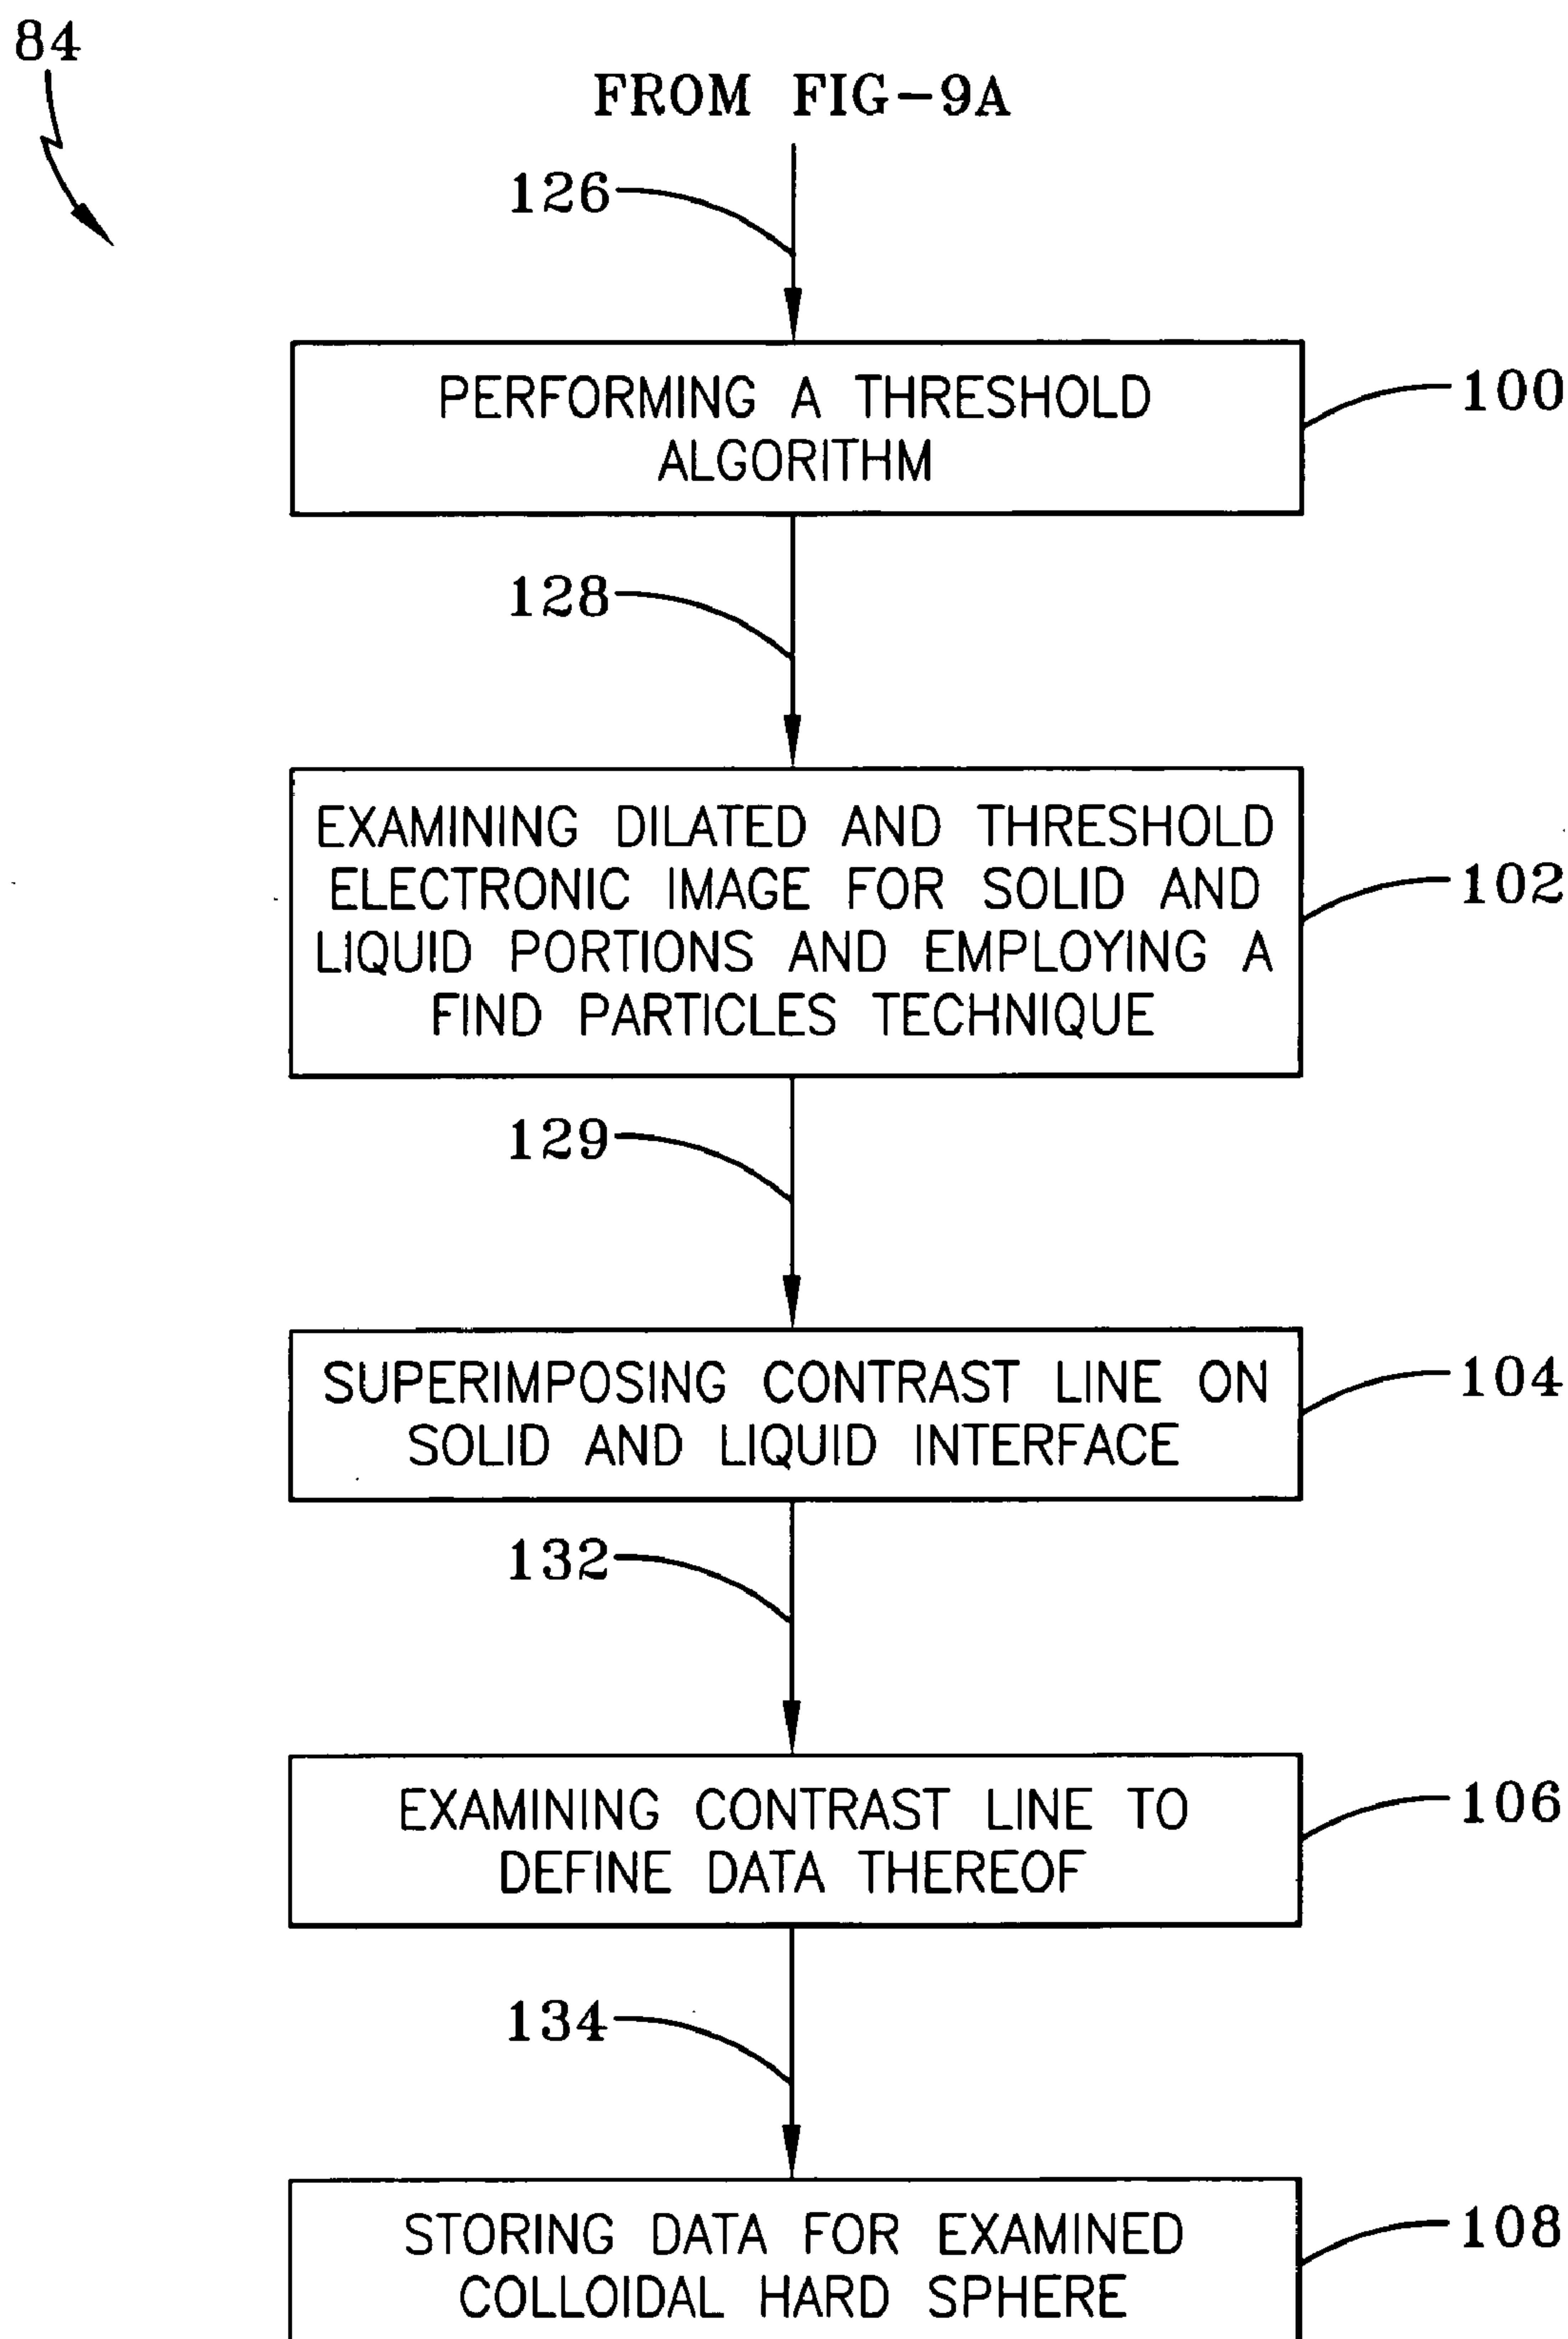 84
FROM FIG-9A
126
PERFORMING A THRESHOLD
ALGORITHM
100
128
EXAMINING DILATED AND THRESHOLD
ELECTRONIC IMAGE FOR SOLID AND
LIQUID PORTIONS AND EMPLOYING A
FIND PARTICLES TECHNIQUE
102
129
SUPERIMPOSING CONTRAST LINE ON
SOLID AND LIQUID INTERFACE
104
132
EXAMINING CONTRAST LINE TO
DEFINE DATA THEREOF
106
134
STORING DATA FOR EXAMINED
COLLOIDAL HARD SPHERE
108